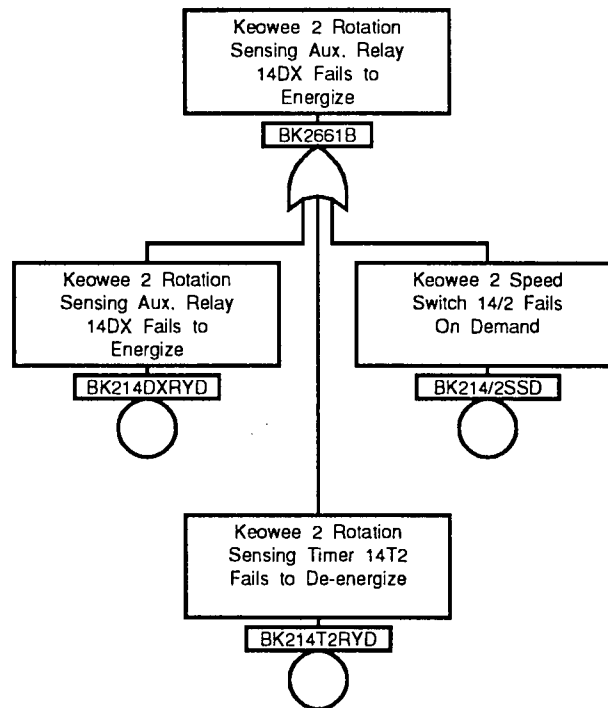 Keowee 2 Rotation
Sensing Aux. Relay
14DX Fails to
Energize
BK2661B
Keowee 2 Rotation
Sensing Aux. Relay
14DX Fails to
Energize
BK214DXRYD
Keowee 2 Speed
Switch 14/2 Fails
On Demand
BK214/2SSD
Keowee 2 Rotation
Sensing Timer 14T2
Fails to De-energize
BK214T2RYD